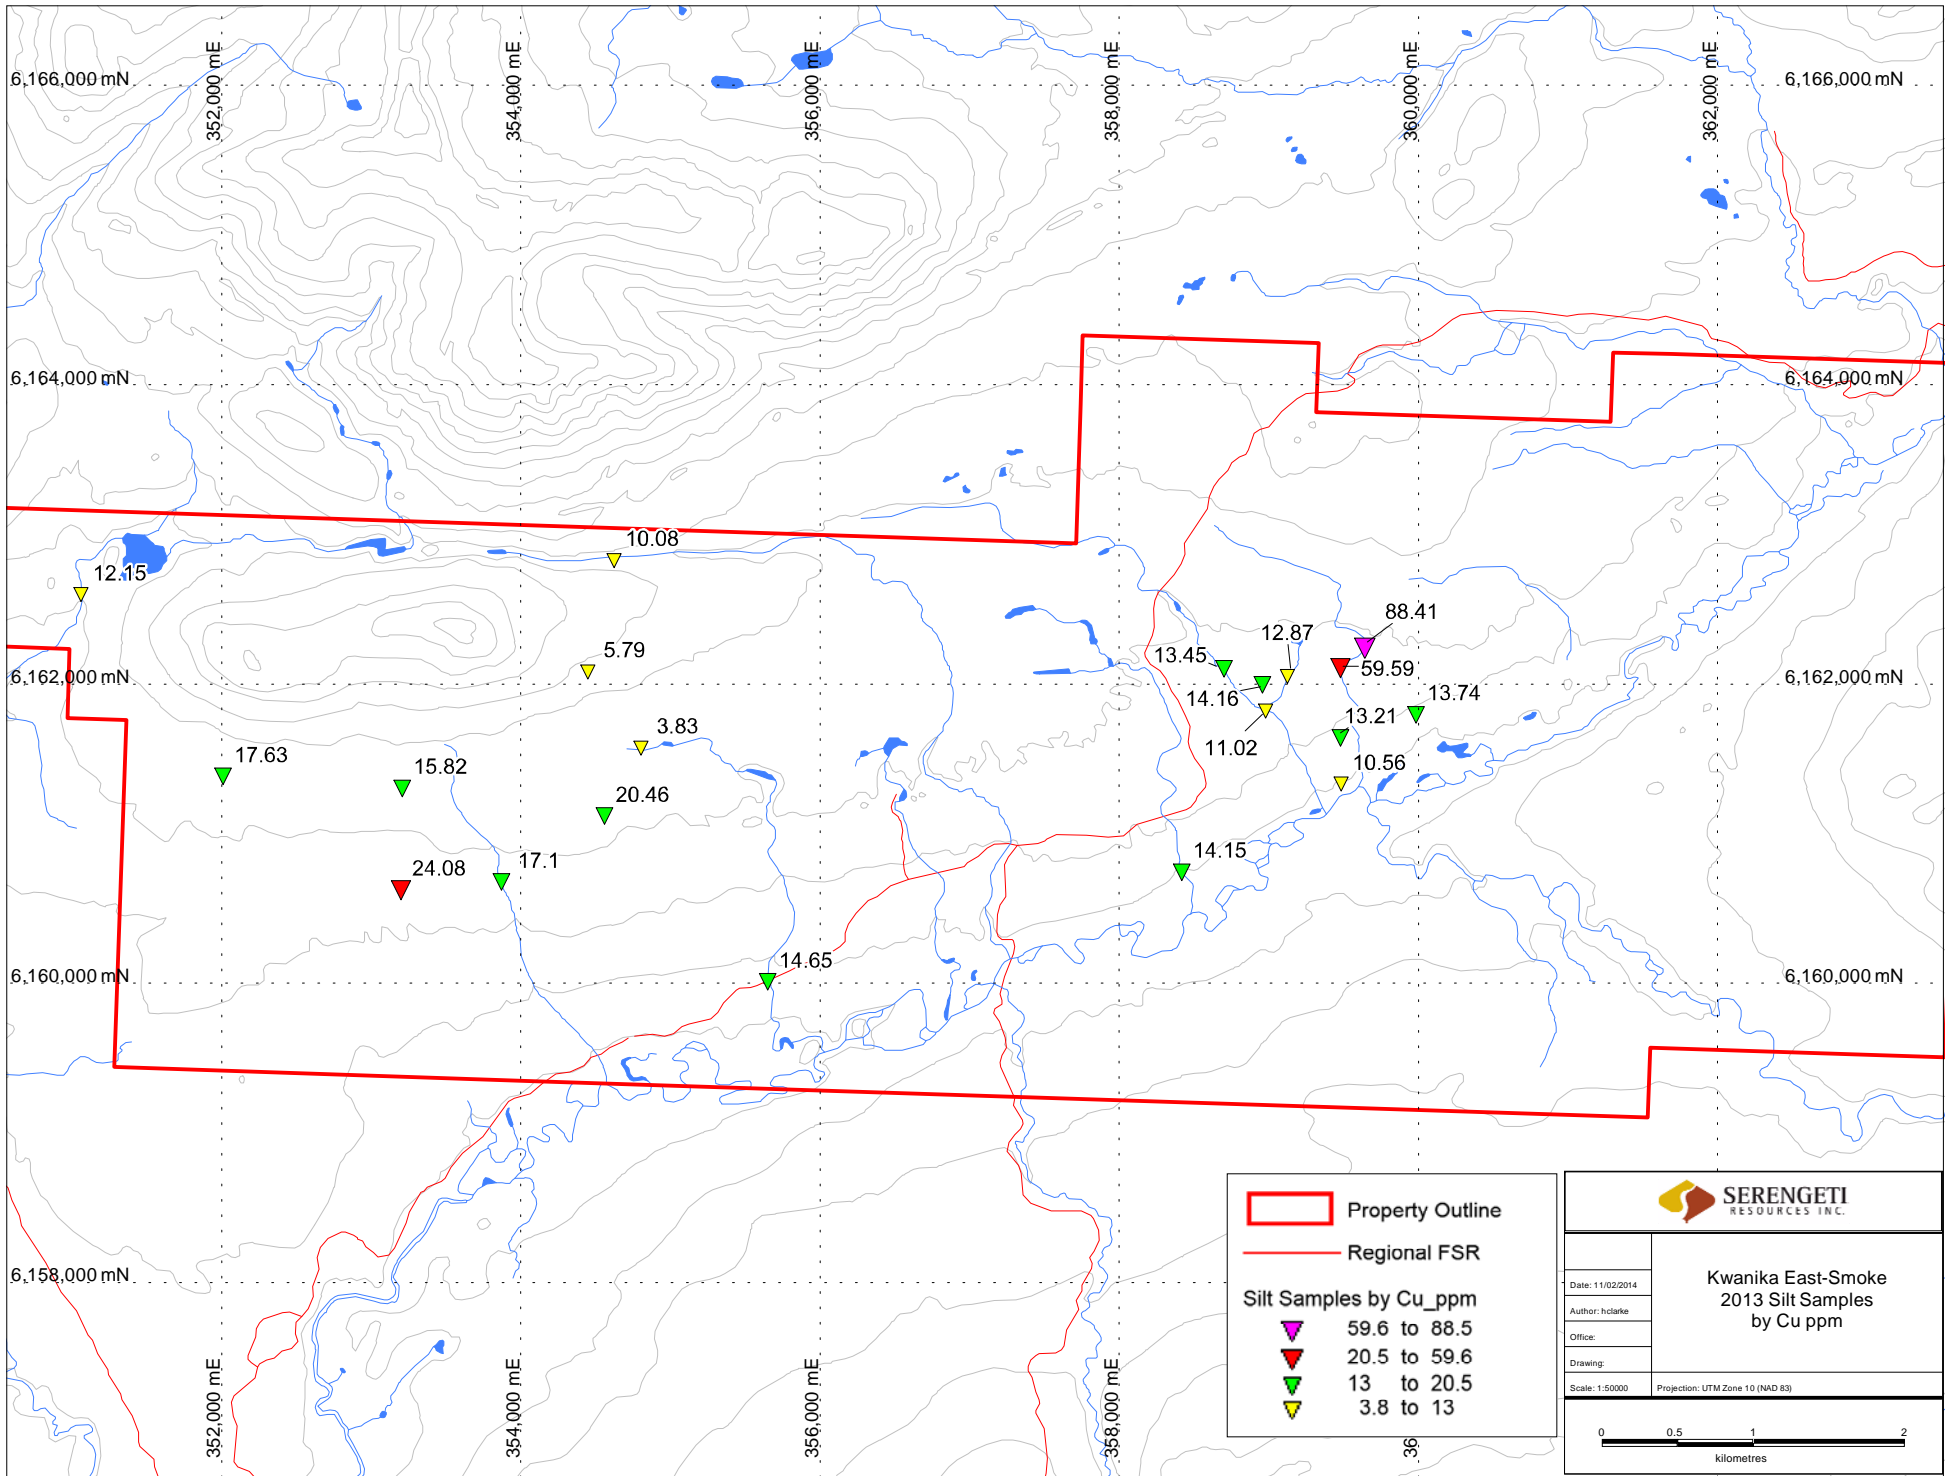 352,000 mE
354,000 mE
356,000 mE
358,000 mE
360,000 mE
362,000 mE
6,166,000 mN
6,166,000 mN
6,164,000 mN
6,164,000 mN
10.08
12.15
88.41
12.87
5.79
13.45
59.59
6,162,000 mN
6,162,000 mN
14.16
13.74
3.83
13.21
11.02
17.63
15.82
10.56
20.46
14.15
17.1
24.08
14.65
6,160,000 mN
6,160,000 mN
6,158,000 mN
352,000 mE
354,000 mE
356,000 mE
358,000 mE
Property Outline
Regional FSR
Silt Samples by Cu_ppm
59.6 to 88.5
20.5 to 59.6
13 to 20.5
3.8 to 13
SERENGETI
RESOURCES INC.
Date: 11/02/2014
Author: hclarke
Office:
Drawing:
Scale: 1:50000
Kwanika East-Smoke
2013 Silt Samples
by Cu ppm
Projection: UTM Zone 10 (NAD 83)
0 0.5 1 2
kilometres